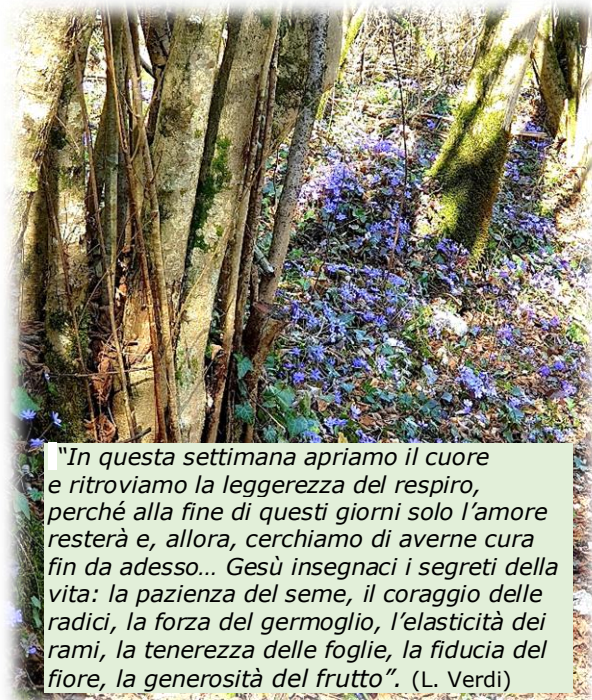 “In questa settimana apriamo il cuore
e ritroviamo la leggerezza del respiro,
perché alla fine di questi giorni solo l’amore
resterà e, allora, cerchiamo di averne cura
fin da adesso… Gesù insegnaci i segreti della
vita: la pazienza del seme, il coraggio delle
radici, la forza del germoglio, l’elasticità dei
rami, la tenerezza delle foglie, la fiducia del
fiore, la generosità del frutto”. (L. Verdi)